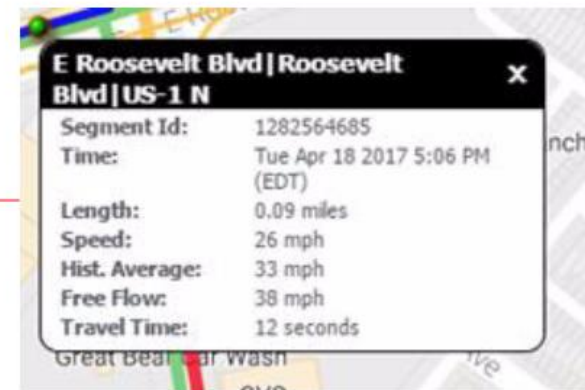 E Roosevelt Blvd|Roosevelt
Blvd|US-1 N
Segment Id: 1282564685
Time: Tue Apr 18 2017 5:06 PM
(EDT)
Length: 0.09 miles
Speed: 26 mph
Hist. Average: 33 mph
Free Flow: 38 mph
Travel Time: 12 seconds
Great Bear Car Wash